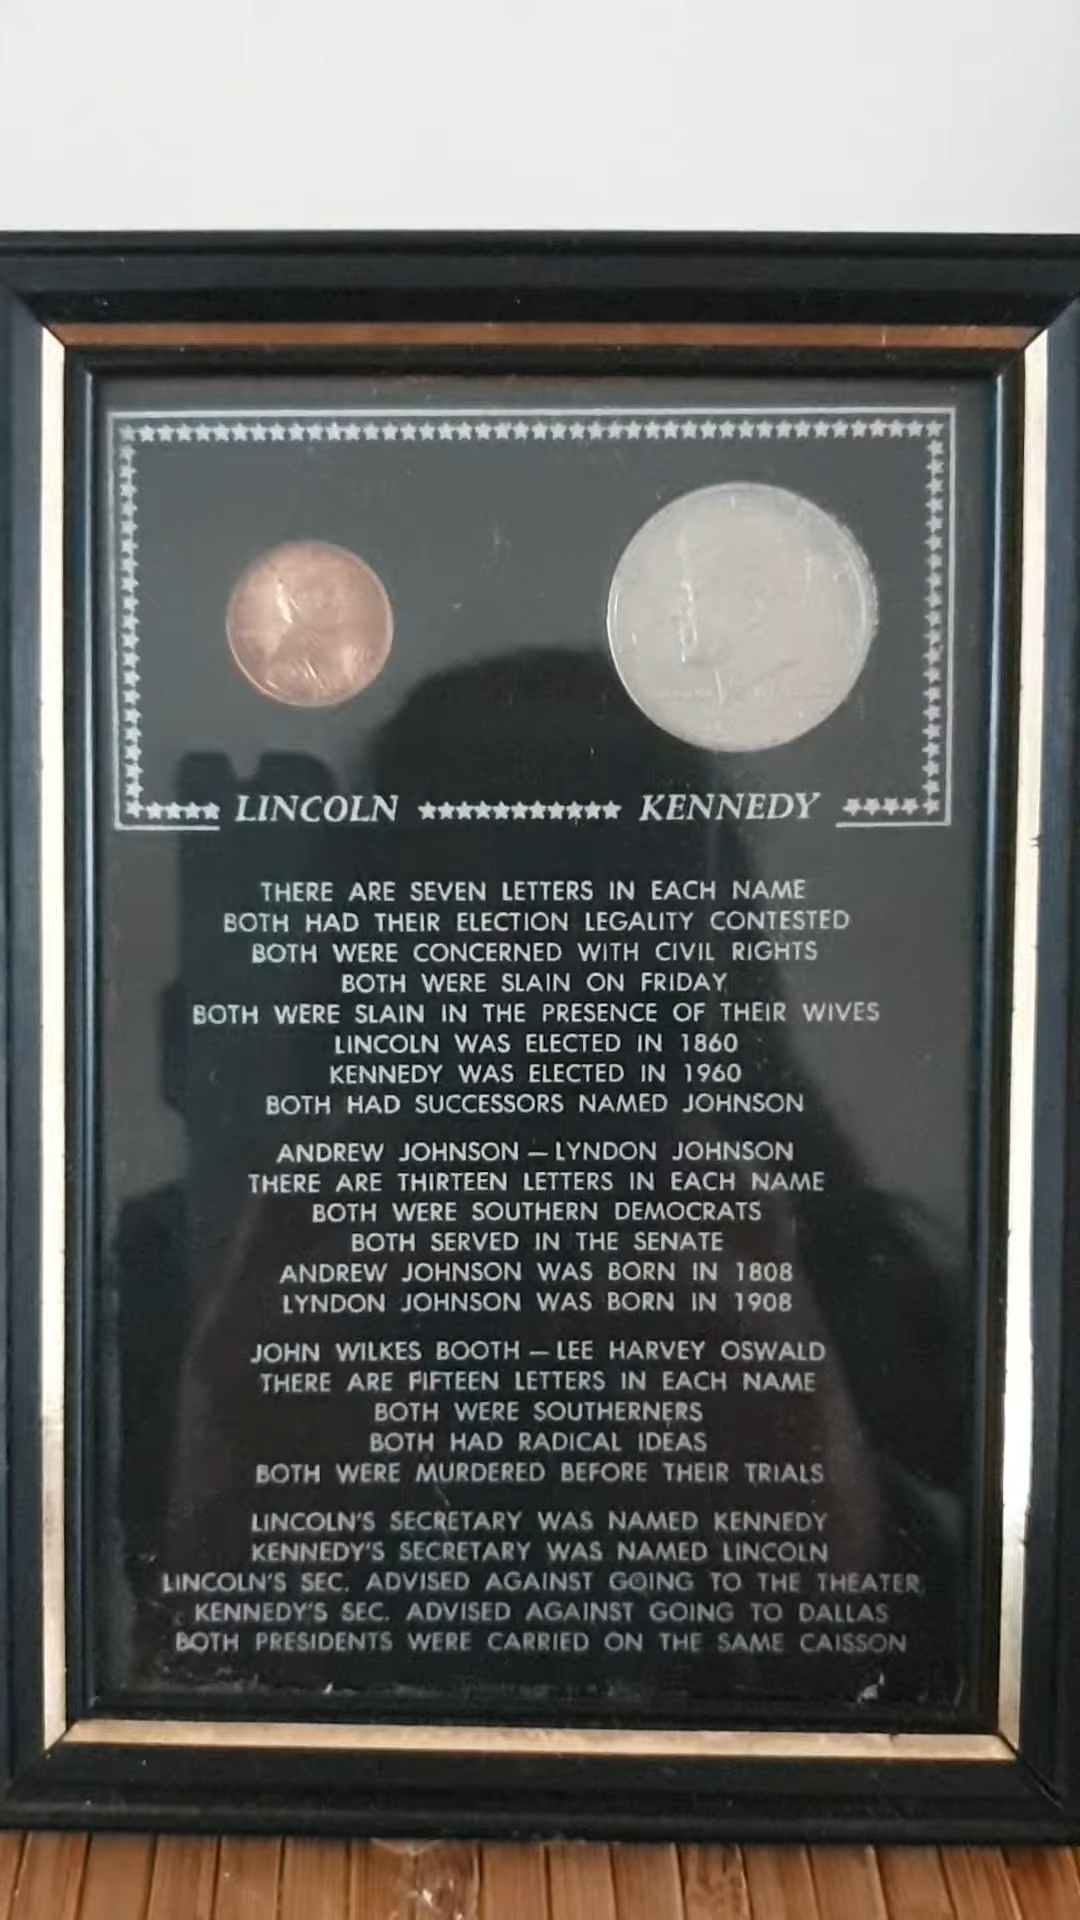 LINCOLN KENNEDY
THERE ARE SEVEN LETTERS IN EACH NAME
BOTH HAD THEIR ELECTION LEGALITY CONTESTED
BOTH WERE CONCERNED WITH CIVIL RIGHTS
BOTH WERE SLAIN ON FRIDAY
BOTH WERE SLAIN IN THE PRESENCE OF THEIR WIVES
LINCOLN WAS ELECTED IN 1860
KENNEDY WAS ELECTED IN 1960
BOTH HAD SUCCESSORS NAMED JOHNSON
ANDREW JOHNSON – LYNDON JOHNSON
THERE ARE THIRTEEN LETTERS IN EACH NAME
BOTH WERE SOUTHERN DEMOCRATS
BOTH SERVED IN THE SENATE
ANDREW JOHNSON WAS BORN IN 1808
LYNDON JOHNSON WAS BORN IN 1908
JOHN WILKES BOOTH – LEE HARVEY OSWALD
THERE ARE FIFTEEN LETTERS IN EACH NAME
BOTH WERE SOUTHERNERS
BOTH HAD RADICAL IDEAS
BOTH WERE MURDERED BEFORE THEIR TRIALS
LINCOLN'S SECRETARY WAS NAMED KENNEDY
KENNEDY'S SECRETARY WAS NAMED LINCOLN
LINCOLN'S SEC. ADVISED AGAINST GOING TO THE THEATER
KENNEDY'S SEC. ADVISED AGAINST GOING TO DALLAS
BOTH PRESIDENTS WERE CARRIED ON THE SAME CAISSON